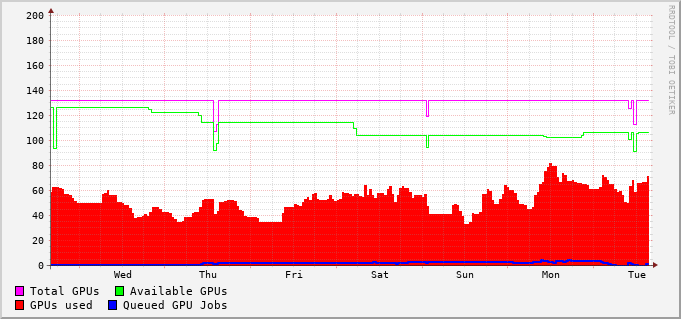 200
180
160
140
120
100
80
60
40
20
0
Wed Thu Fri Sat Sun Mon Tue
Total GPUs Available GPUs
GPUs used Queued GPU Jobs
RRDTOOL / TOBI OETIKER